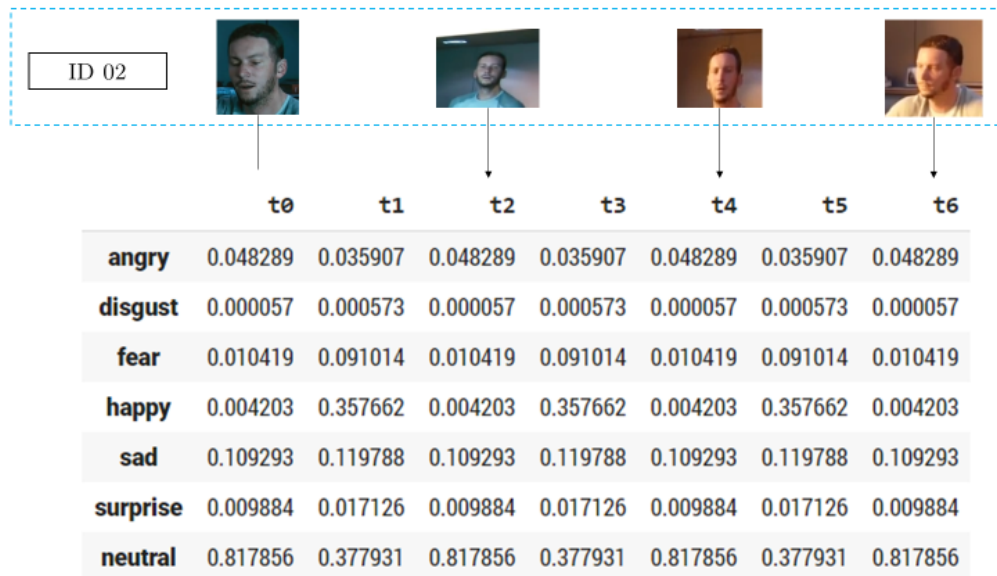 ID 02
t0 t1 t2 t3 t4 t5 t6
angry 0.048289 0.035907 0.048289 0.035907 0.048289 0.035907 0.048289
disgust 0.000057 0.000573 0.000057 0.000573 0.000057 0.000573 0.000057
fear 0.010419 0.091014 0.010419 0.091014 0.010419 0.091014 0.010419
happy 0.004203 0.357662 0.004203 0.357662 0.004203 0.357662 0.004203
sad 0.109293 0.119788 0.109293 0.119788 0.109293 0.119788 0.109293
surprise 0.009884 0.017126 0.009884 0.017126 0.009884 0.017126 0.009884
neutral 0.817856 0.377931 0.817856 0.377931 0.817856 0.377931 0.817856